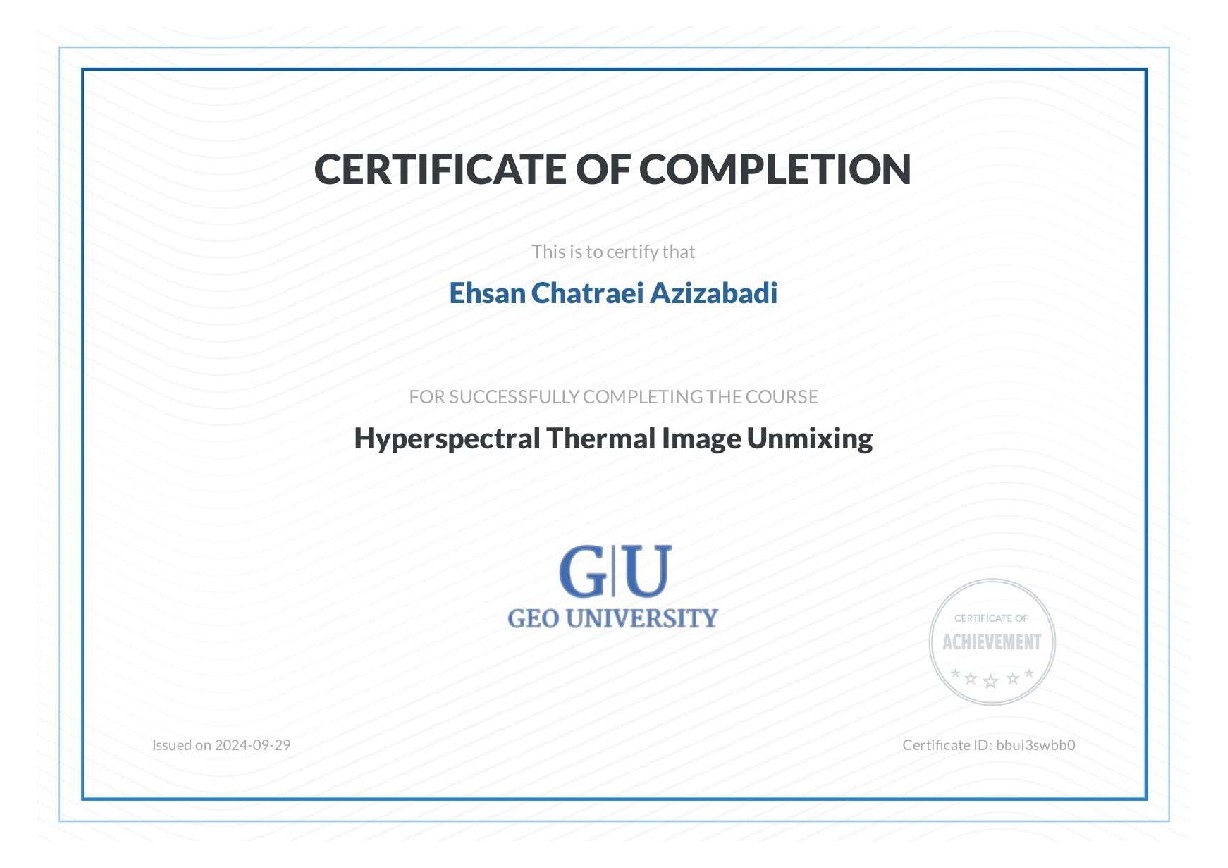 CERTIFICATE OF COMPLETION
This is to certify that
Ehsan Chatraei Azizabadi
FOR SUCCESSFULLY COMPLETING THE COURSE
Hyperspectral Thermal Image Unmixing
G|U
GEO UNIVERSITY
CERTIFICATE OF
ACHIEVEMENT
Issued on 2024-09-29
Certificate ID: bbui3swbb0